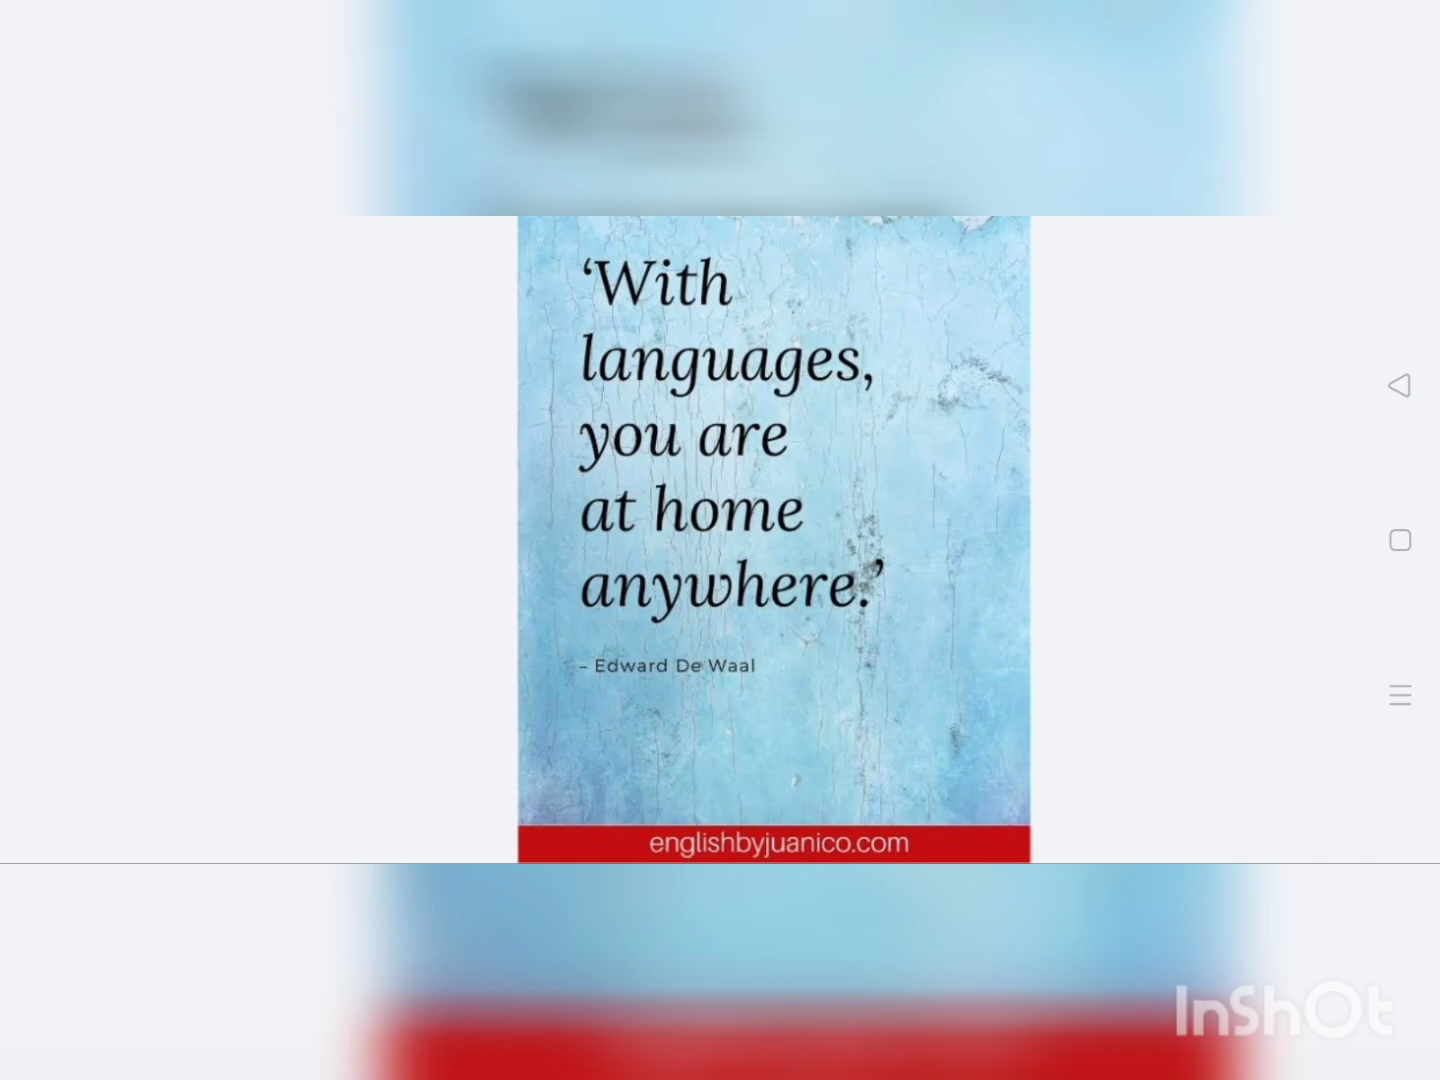 ‘With
languages,
you are
at home
anywhere.’
– Edward De Waal
englishbyjuanico.com
InShOt